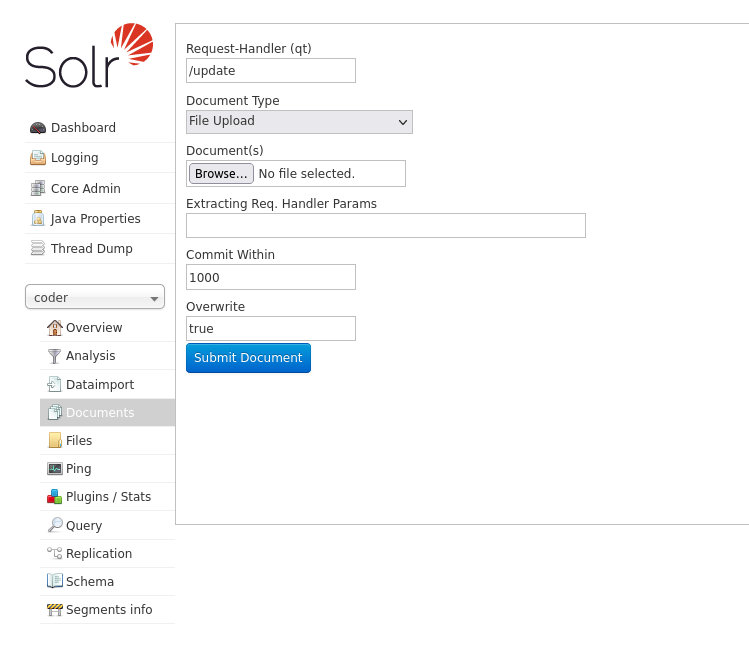 Solr
Dashboard
Logging
Core Admin
Java Properties
Thread Dump
coder
Overview
Analysis
Dataimport
Documents
Files
Ping
Plugins / Stats
Query
Replication
Schema
Segments info
Request-Handler (qt)
/update
Document Type
File Upload
Document(s)
Browse... No file selected.
Extracting Req. Handler Params
Commit Within
1000
Overwrite
true
Submit Document